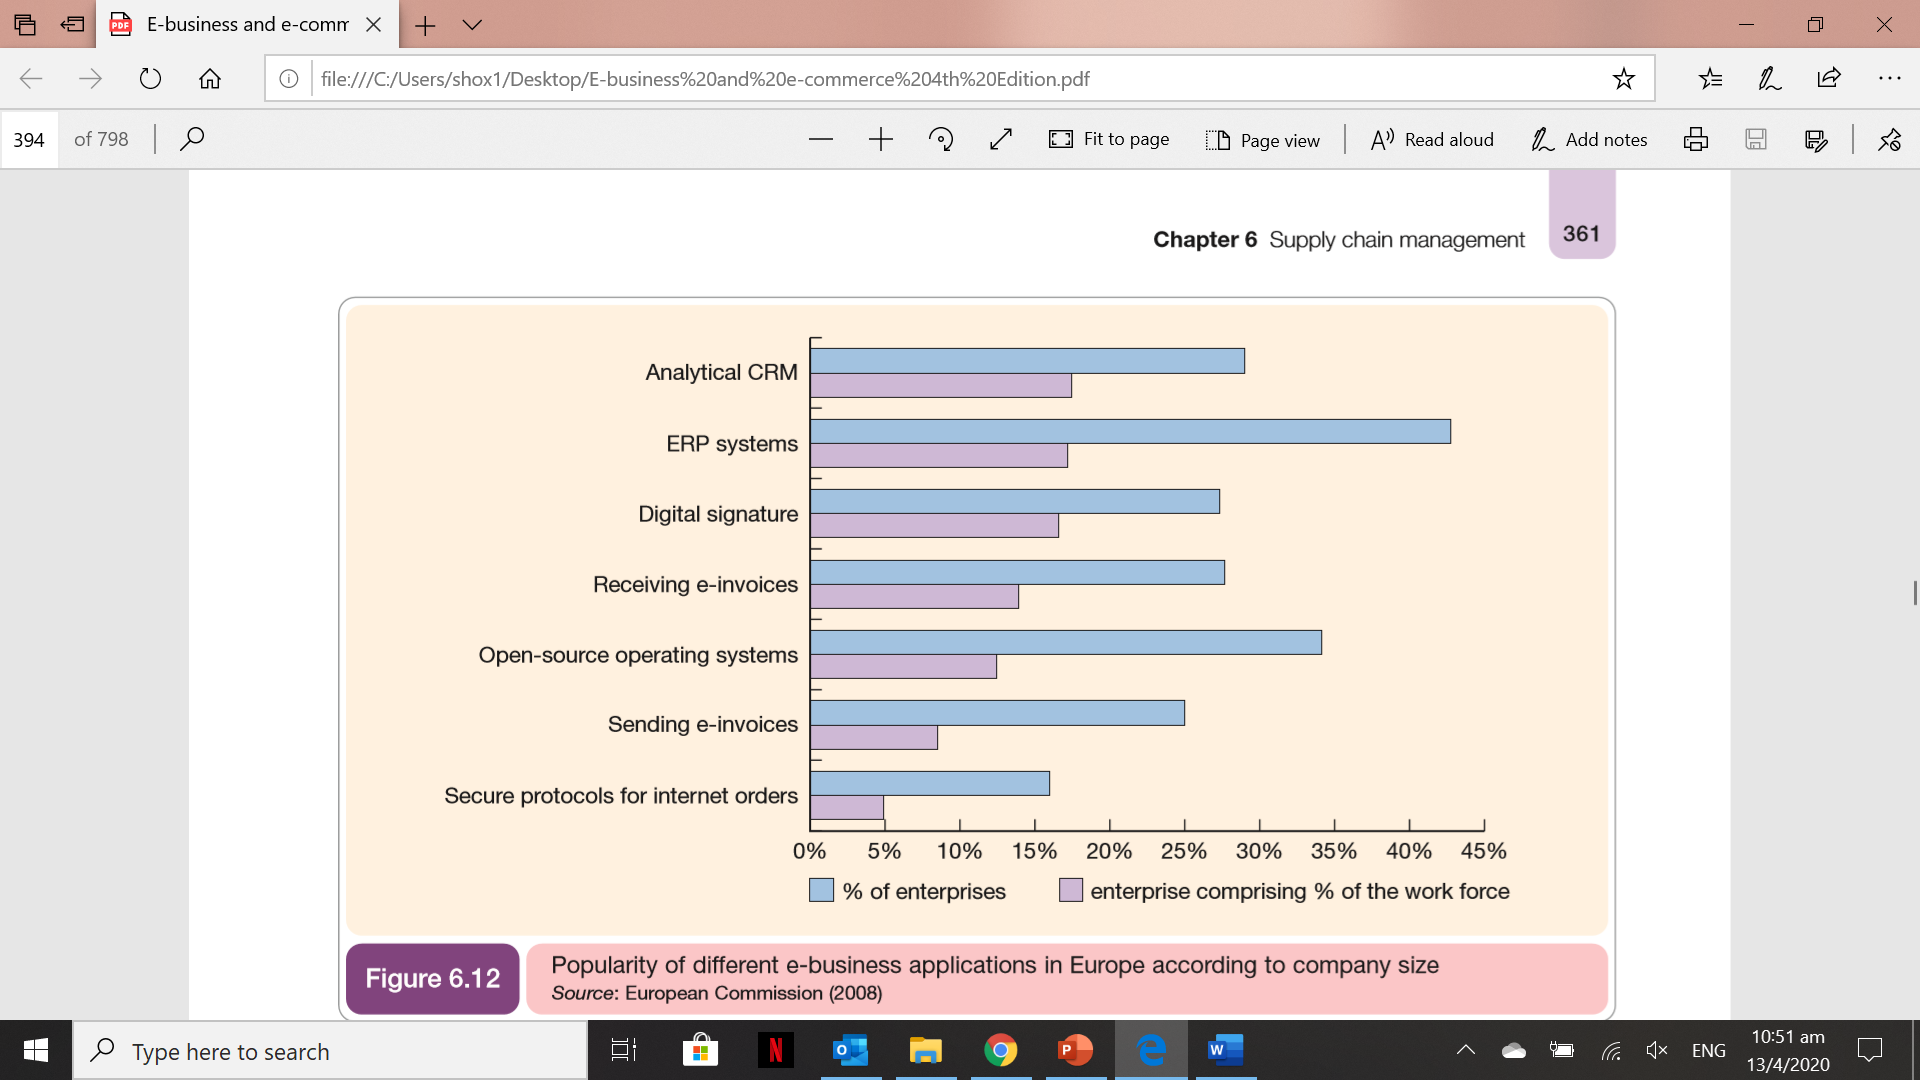 E-business and e-comm
file:///C:/Users/shox1/Desktop/E-business%20and%20e-commerce%204th%20Edition.pdf
394 of 798
Fit to page
Page view
Read aloud
Add notes
Chapter 6 Supply chain management 361
Analytical CRM
ERP systems
Digital signature
Receiving e-invoices
Open-source operating systems
Sending e-invoices
Secure protocols for internet orders
0% 5% 10% 15% 20% 25% 30% 35% 40% 45%
% of enterprises
enterprise comprising % of the work force
Figure 6.12
Popularity of different e-business applications in Europe according to company size
Source: European Commission (2008)
Type here to search
ENG
10:51 am
13/4/2020